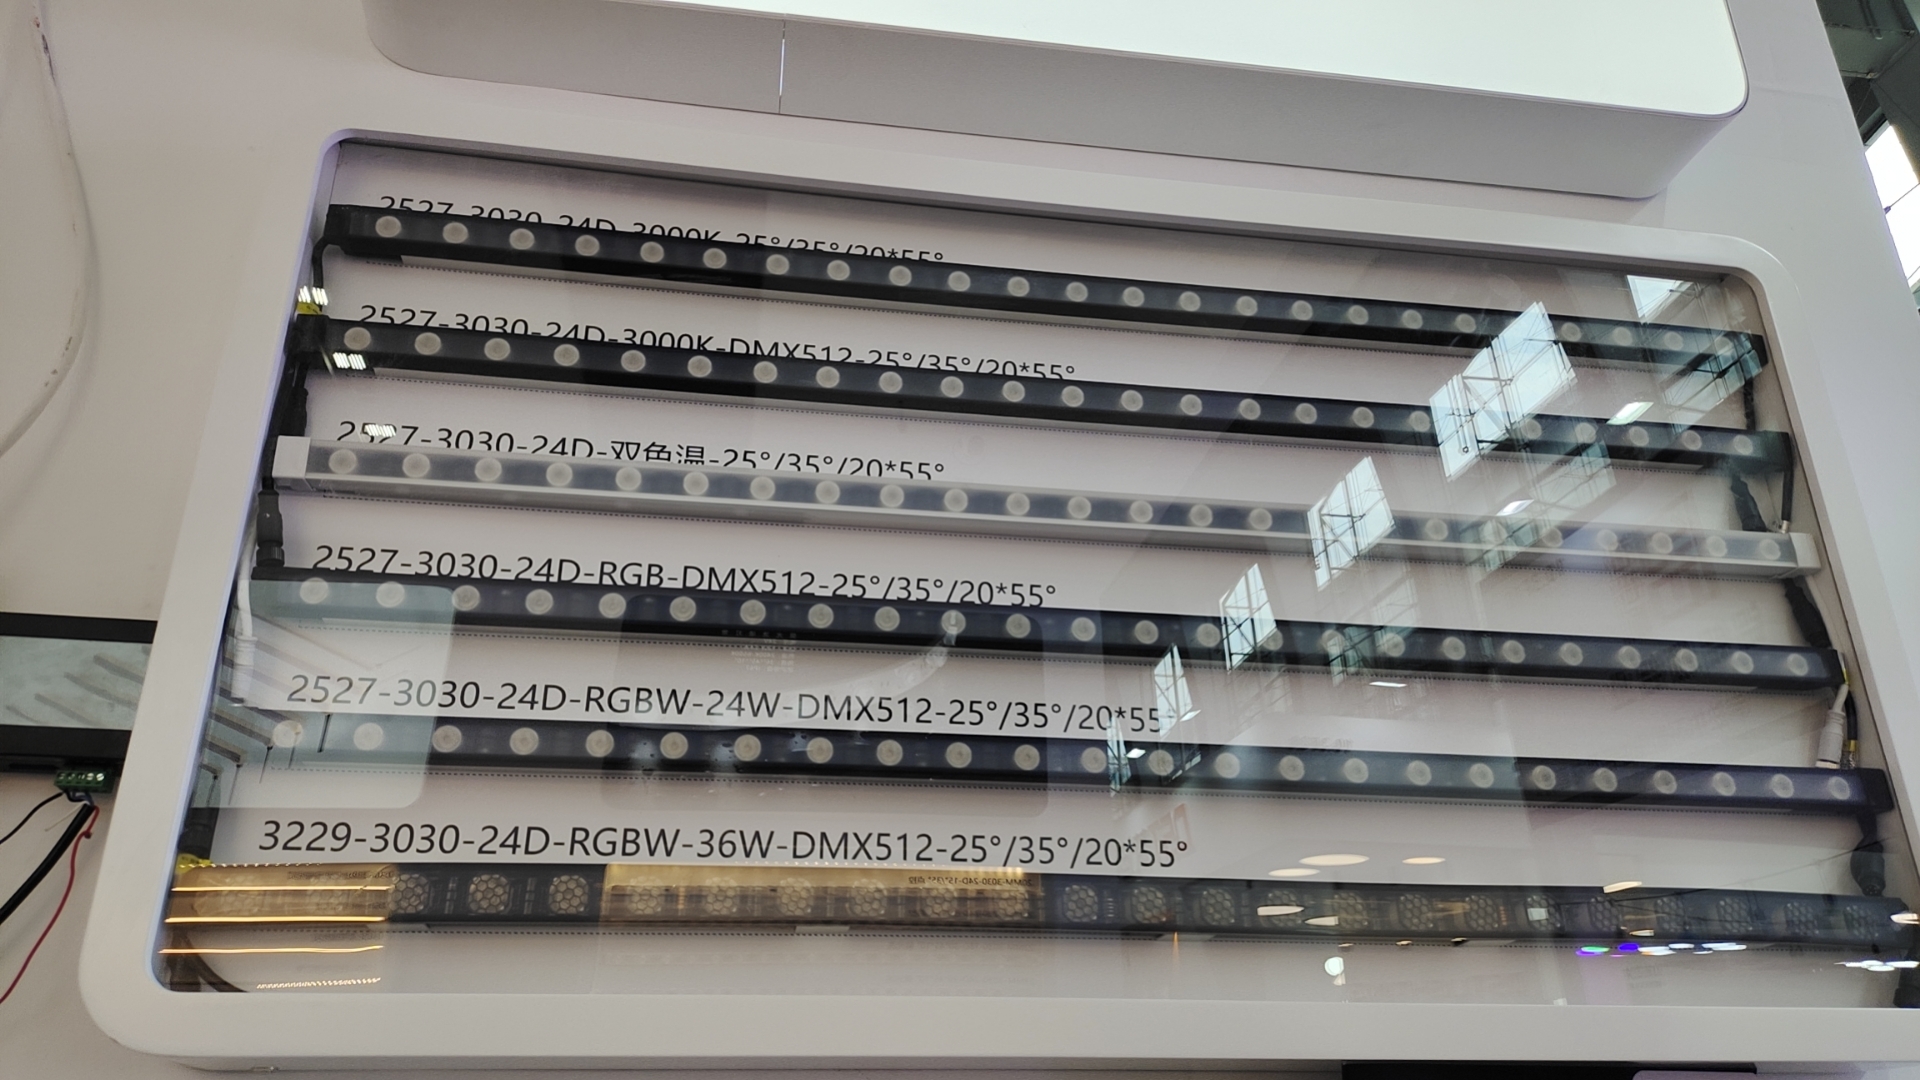 2527-3030-24D-3000K-25°/35°/20*55°
2527-3030-24D-3000K-DMX512-25°/35°/20*55°
2527-3030-24D-双色温-25°/35°/20*55°
2527-3030-24D-RGB-DMX512-25°/35°/20*55°
2527-3030-24D-RGBW-24W-DMX512-25°/35°/20*55°
3229-3030-24D-RGBW-36W-DMX512-25°/35°/20*55°